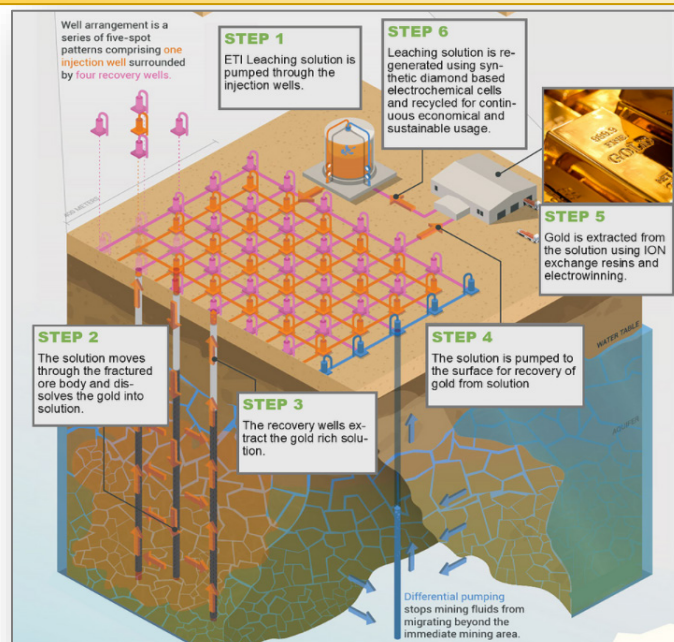 Well arrangement is a
series of five-spot
patterns comprising one
injection well surrounded
by four recovery wells.
STEP 1
ETI Leaching solution is
pumped through the
injection wells.
STEP 6
Leaching solution is re-
generated using syn-
thetic diamond based
electrochemical cells
and recycled for contin-
uous economical and
sustainable usage.
999.9
GOLD
STEP 5
Gold is extracted from
the solution using ION
exchange resins and
electrowinning.
STEP 2
The solution moves
through the fractured
ore body and dis-
solves the gold into
solution.
STEP 3
The recovery wells ex-
tract the gold rich solu-
tion.
STEP 4
The solution is pumped to
the surface for recovery of
gold from solution
WATER TABLE
AQUIFER
Differential pumping
stops mining fluids from
migrating beyond the
immediate mining area.